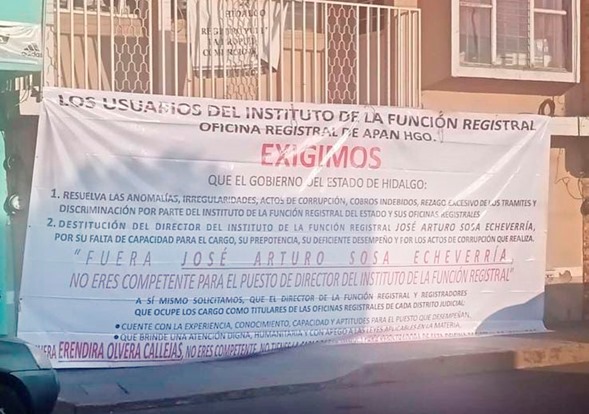 HIDALGO
LOS USUARIOS DEL INSTITUTO DE LA FUNCIÓN REGISTRAL
OFICINA REGISTRAL DE APAN HGO.
EXIGIMOS
QUE EL GOBIERNO DEL ESTADO DE HIDALGO:
1. RESUELVA LAS ANOMALÍAS, IRREGULARIDADES, ACTOS DE CORRUPCIÓN, COBROS INDEBIDOS, REZAGO EXCESIVO DE LOS TRAMITES Y
DISCRIMINACIÓN POR PARTE DEL INSTITUTO DE LA FUNCIÓN REGISTRAL DEL ESTADO Y SUS OFICINAS REGISTRALES
2. DESTITUCIÓN DEL DIRECTOR DEL INSTITUTO DE LA FUNCIÓN REGISTRAL JOSÉ ARTURO SOSA ECHEVERRÍA,
POR SU FALTA DE CAPACIDAD PARA EL CARGO, SU PREPOTENCIA, SU DEFICIENTE DESEMPEÑO Y FOR LOS ACTOS DE CORRUPCIÓN QUE REALIZA.
"FUERA JOSÉ ARTURO SOSA ECHEVERRÍA
NO ERES COMPETENTE PARA EL PUESTO DE DIRECTOR DEL INSTITUTO DE LA FUNCIÓN REGISTRAL"
A SÍ MISMO SOLICITAMOS, QUE EL DIRECTOR DE LA FUNCIÓN REGISTRAL Y REGISTRADORES
QUE OCUPE LOS CARGO COMO TITULARES DE LAS OFICINAS REGISTRALES DE CADA DISTRITO JUDICIAL:
• CUENTE CON LA EXPERIENCIA, CONOCIMIENTO, CAPACIDAD Y APTITUDES PARA EL PUESTO QUE DESEMPEÑAN,
• QUE BRINDE UNA ATENCIÓN DIGNA, HUMANITARIA Y CON APEGO A LAS LEYES APLICABLES EN LA MATERIA.
ERENDIRA OLVERA CALLEJAS, NO ERES COMPETENTE, NO TIENES LA